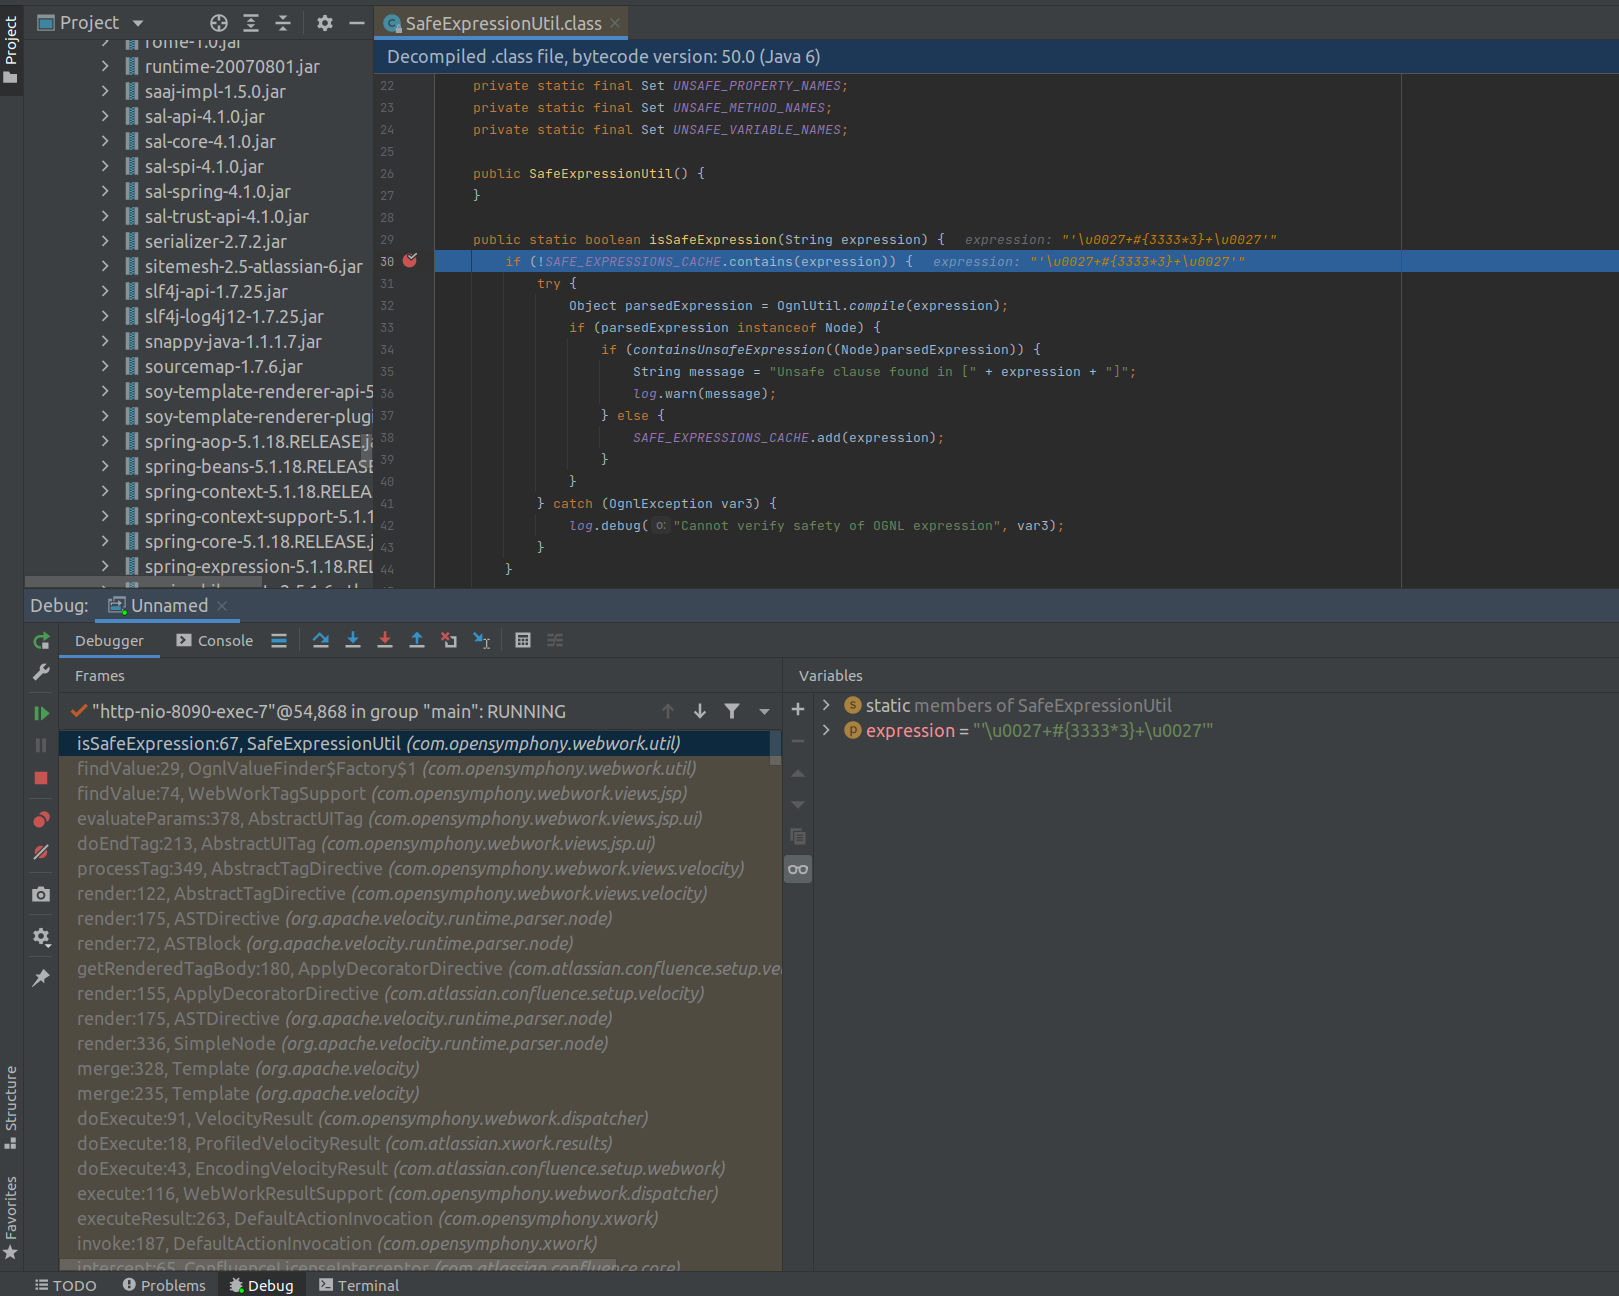 Project
SafeExpressionUtil.class
Project
rome-1.0.jar
runtime-20070801.jar
saaj-impl-1.5.0.jar
sal-api-4.1.0.jar
sal-core-4.1.0.jar
sal-spi-4.1.0.jar
sal-spring-4.1.0.jar
sal-trust-api-4.1.0.jar
serializer-2.7.2.jar
sitemesh-2.5-atlassian-6.jar
slf4j-api-1.7.25.jar
slf4j-log4j12-1.7.25.jar
snappy-java-1.1.1.7.jar
sourcemap-1.7.6.jar
soy-template-renderer-api-5
soy-template-renderer-plugi
spring-aop-5.1.18.RELEASE.ja
spring-beans-5.1.18.RELEASE
spring-context-5.1.18.RELEA
spring-context-support-5.1.1
spring-core-5.1.18.RELEASE.j
spring-expression-5.1.18.REL
Decompiled .class file, bytecode version: 50.0 (Java 6)
22 private static final Set UNSAFE_PROPERTY_NAMES;
23 private static final Set UNSAFE_METHOD_NAMES;
24 private static final Set UNSAFE_VARIABLE_NAMES;
25
26 public SafeExpressionUtil() {
27 }
28
29 public static boolean isSafeExpression(String expression) { expression: "'\u0027+#{3333*3}+\u0027'"
30 if (!SAFE_EXPRESSIONS_CACHE.contains(expression)) { expression: "'\u0027+#{3333*3}+\u0027'"
31 try {
32 Object parsedExpression = OgnlUtil.compile(expression);
33 if (parsedExpression instanceof Node) {
34 if (containsUnsafeExpression((Node)parsedExpression)) {
35 String message = "Unsafe clause found in [" + expression + "]";
36 log.warn(message);
37 } else {
38 SAFE_EXPRESSIONS_CACHE.add(expression);
39 }
40 }
41 } catch (OgnlException var3) {
42 log.debug( o: "Cannot verify safety of OGNL expression", var3);
43 }
44 }
Debug: Unnamed
Debugger Console
Frames
Variables
"http-nio-8090-exec-7"@54,868 in group "main": RUNNING
isSafeExpression:67, SafeExpressionUtil (com.opensymphony.webwork.util)
findValue:29, OgnlValueFinder$Factory$1 (com.opensymphony.webwork.util)
findValue:74, WebWorkTagSupport (com.opensymphony.webwork.views.jsp)
evaluateParams:378, AbstractUITag (com.opensymphony.webwork.views.jsp.ui)
doEndTag:213, AbstractUITag (com.opensymphony.webwork.views.jsp.ui)
processTag:349, AbstractTagDirective (com.opensymphony.webwork.views.velocity)
render:122, AbstractTagDirective (com.opensymphony.webwork.views.velocity)
render:175, ASTDirective (org.apache.velocity.runtime.parser.node)
render:72, ASTBlock (org.apache.velocity.runtime.parser.node)
getRenderedTagBody:180, ApplyDecoratorDirective (com.atlassian.confluence.setup.ve
render:155, ApplyDecoratorDirective (com.atlassian.confluence.setup.velocity)
render:175, ASTDirective (org.apache.velocity.runtime.parser.node)
render:336, SimpleNode (org.apache.velocity.runtime.parser.node)
merge:328, Template (org.apache.velocity)
merge:235, Template (org.apache.velocity)
doExecute:91, VelocityResult (com.opensymphony.webwork.dispatcher)
doExecute:18, ProfiledVelocityResult (com.atlassian.xwork.results)
doExecute:43, EncodingVelocityResult (com.atlassian.confluence.setup.webwork)
execute:116, WebWorkResultSupport (com.opensymphony.webwork.dispatcher)
executeResult:263, DefaultActionInvocation (com.opensymphony.xwork)
invoke:187, DefaultActionInvocation (com.opensymphony.xwork)
intercept:65, ConfluenceLicenseInterceptor (com.atlassian.confluence.core)
static members of SafeExpressionUtil
expression = "'\u0027+#{3333*3}+\u0027'"
Structure
Favorites
TODO Problems Debug Terminal